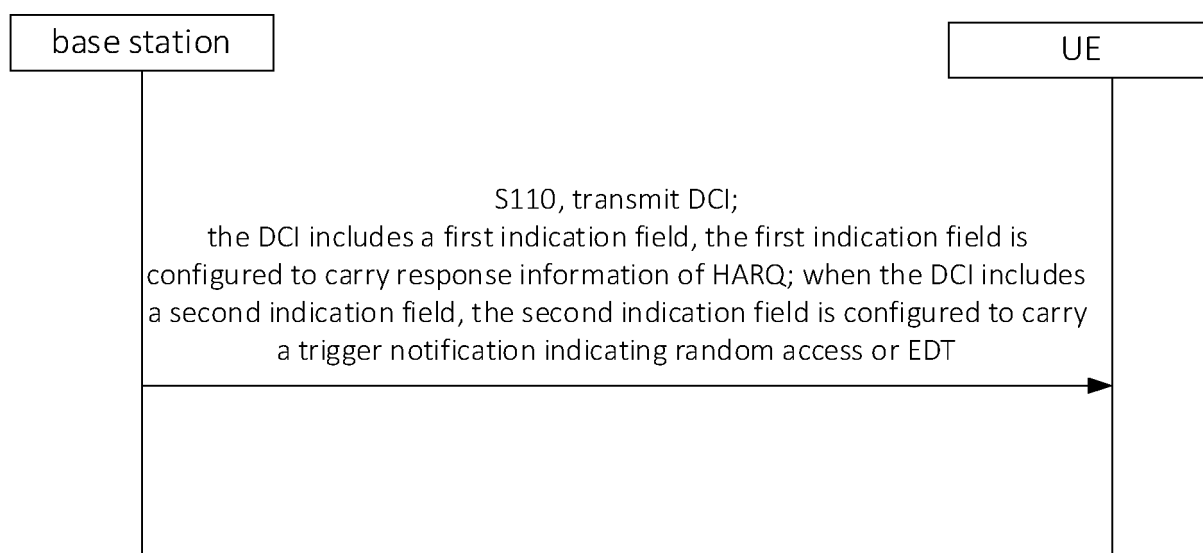 base station
UE
S110, transmit DCI;
the DCI includes a first indication field, the first indication field is
configured to carry response information of HARQ; when the DCI includes
a second indication field, the second indication field is configured to carry
a trigger notification indicating random access or EDT